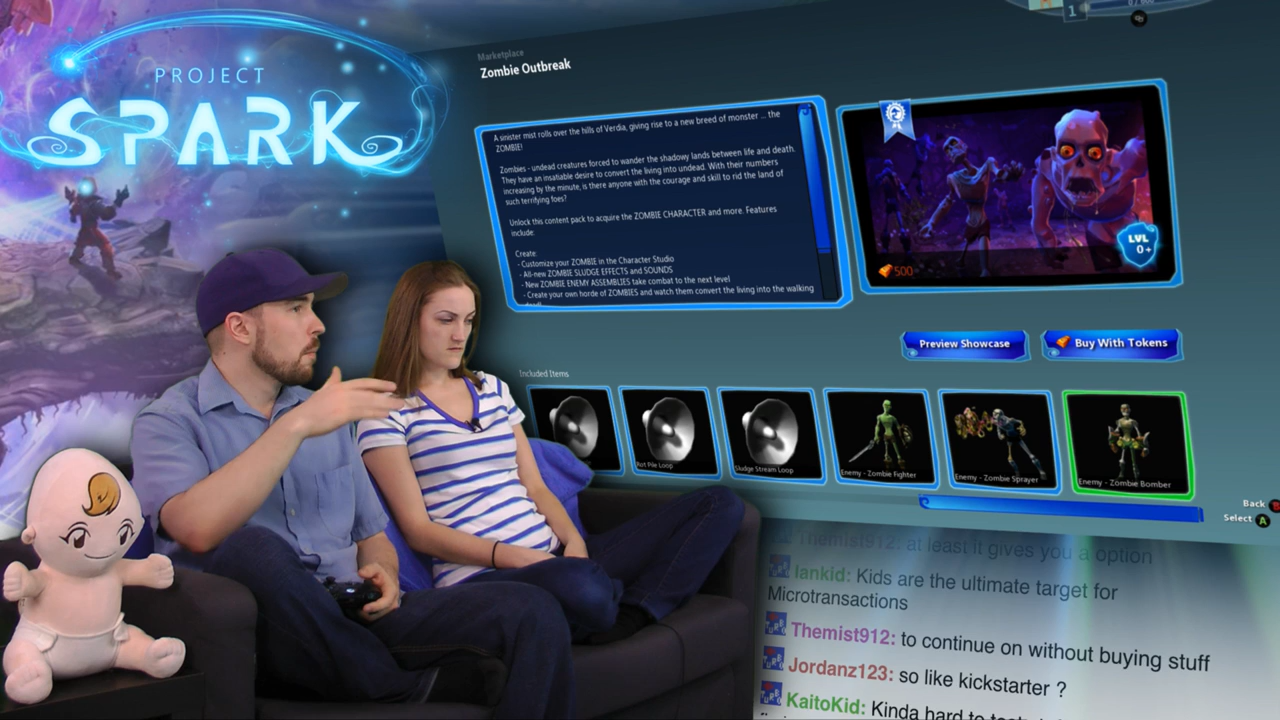 PROJECT
SPARK
1
Marketplace
Zombie Outbreak
A sinister mist rolls over the hills of Verdia, giving rise to a new breed of monster ... the
ZOMBIE!
Zombies - undead creatures forced to wander the shadowy lands between life and death.
They have an insatiable desire to convert the living into undead. With their numbers
increasing by the minute, is there anyone with the courage and skill to rid the land of
such terrifying foes?
Unlock this content pack to acquire the ZOMBIE CHARACTER and more. Features
include:
Create:
- Customize your ZOMBIE in the Character Studio
- All-new ZOMBIE SLUDGE EFFECTS and SOUNDS
- New ZOMBIE ENEMY ASSEMBLIES take combat to the next level
- Create your own horde of ZOMBIES and watch them convert the living into the walking
LVL
0+
500
Preview Showcase
Buy With Tokens
Included Items
Rot Pile Loop
Sludge Stream Loop
Enemy - Zombie Fighter
Enemy - Zombie Sprayer
Enemy - Zombie Bomber
Back B
Select A
Themist912: at least it gives you a option
Iankid: Kids are the ultimate target for
Microtransactions
Themist912: to continue on without buying stuff
Jordanz123: so like kickstarter ?
KaitoKid: Kinda hard to